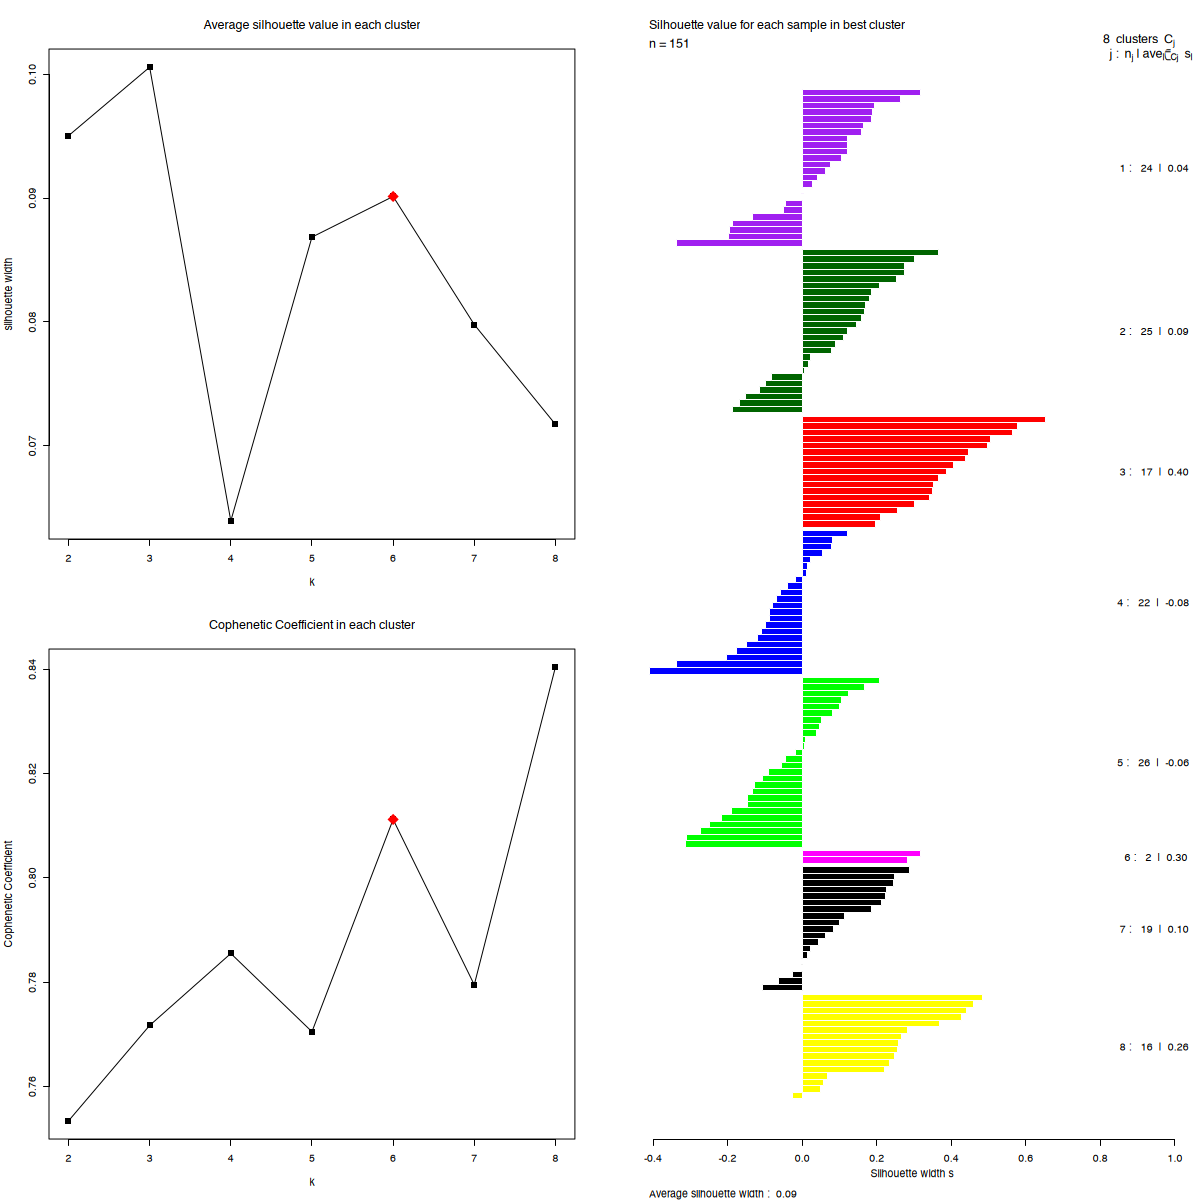 Average silhouette value in each cluster
silhouette width
0.10
0.09
0.08
0.07
2 3 4 5 6 7 8
k
Cophenetic Coefficient in each cluster
Cophenetic Coefficient
0.84
0.82
0.80
0.78
0.76
2 3 4 5 6 7 8
k
Silhouette value for each sample in best cluster
n = 151
8 clusters Cj
j : nj | ave
1 : 24 | 0.04
2 : 25 | 0.09
3 : 17 | 0.40
4 : 22 | -0.08
5 : 26 | -0.06
6 : 2 | 0.30
7 : 19 | 0.10
8 : 16 | 0.26
-0.4 -0.2 0.0 0.2 0.4 0.6 0.8 1.0
Silhouette width s
Average silhouette width : 0.09